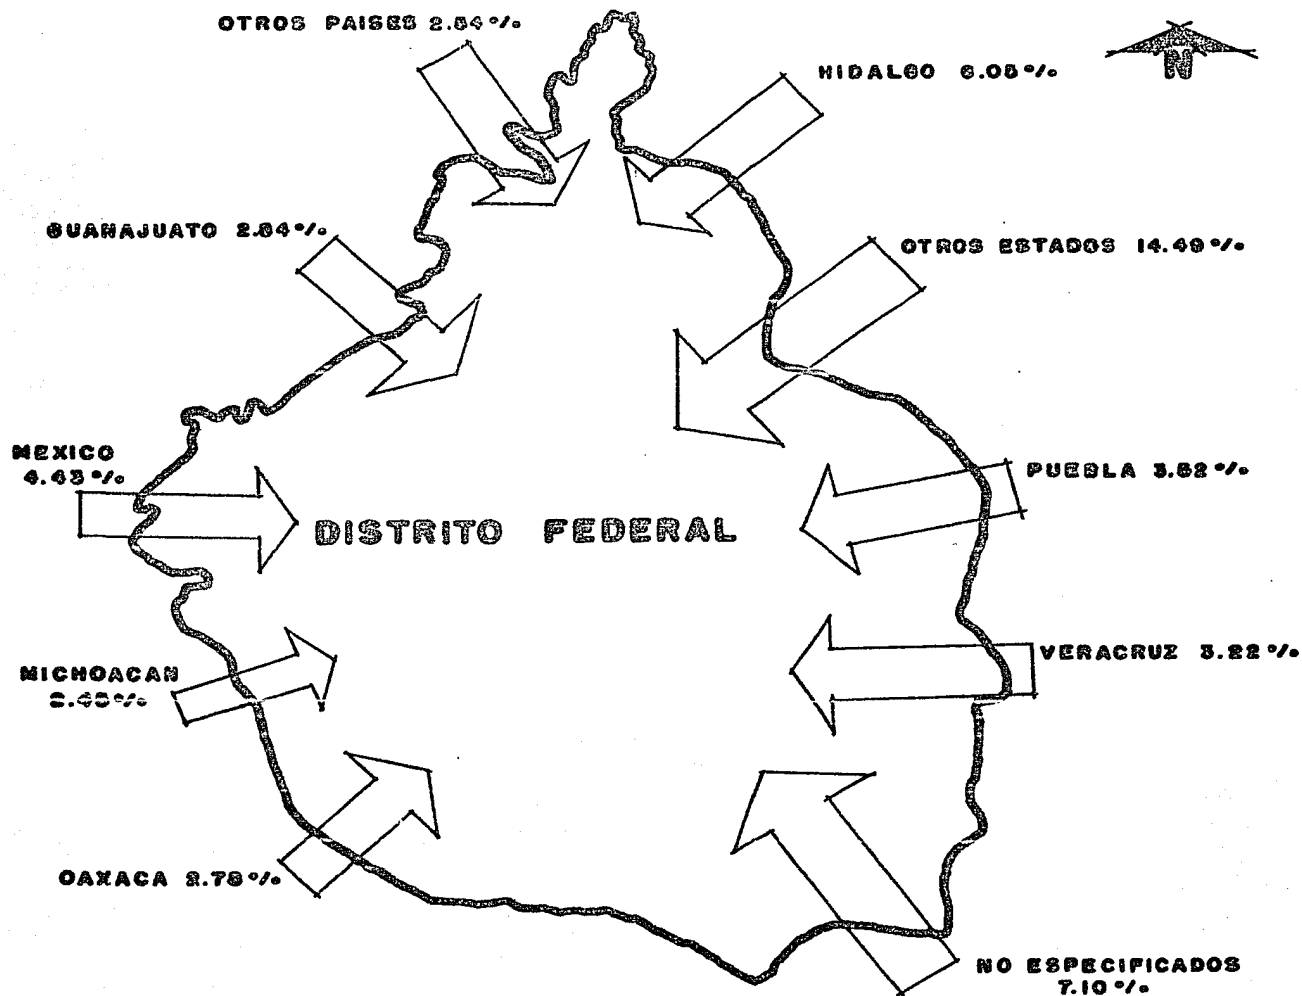 OTROS PAISES 2.84%
N
HIDALGO 6.05%
GUANAJUATO 2.84%
OTROS ESTADOS 14.49%
MEXICO
4.43%
PUEBLA 3.82%
DISTRITO FEDERAL
VERACRUZ 3.22%
MICHOACAN
OAXACA 2.78%
NO ESPECIFICADOS
7.10%